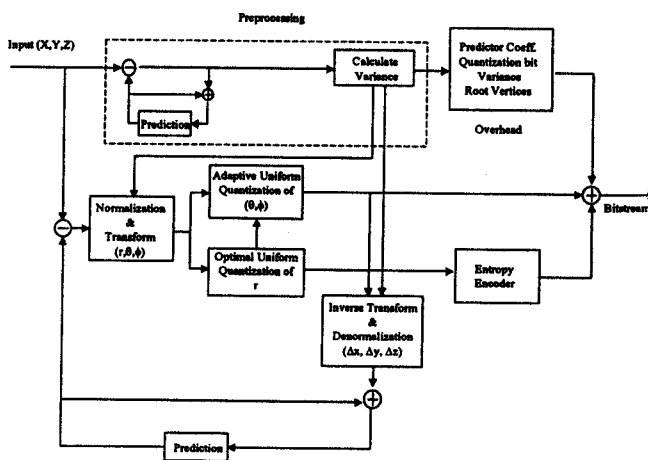 Preprocessing
Input (X,Y,Z)
Calculate
Variance
Predictor Coeff.
Quantization bit
Variance
Root Vertices
Prediction
Overhead
Adaptive Uniform
Quantization of
(θ,ϕ)
Normalization
&
Transform
(r,θ,ϕ)
Bitstream
Optimal Uniform
Quantization of
r
Entropy
Encoder
Inverse Transform
&
Denormalization
(Δx, Δy, Δz)
Prediction